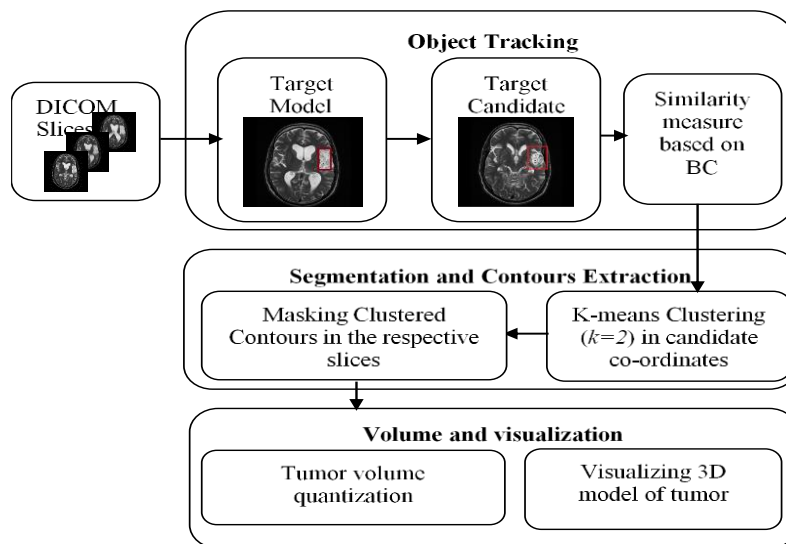 Object Tracking
DICOM
Slices
Target
Model
Target
Candidate
Similarity
measure
based on
BC
Segmentation and Contours Extraction
Masking Clustered
Contours in the respective
slices
K-means Clustering
(k=2) in candidate
co-ordinates
Volume and visualization
Tumor volume
quantization
Visualizing 3D
model of tumor